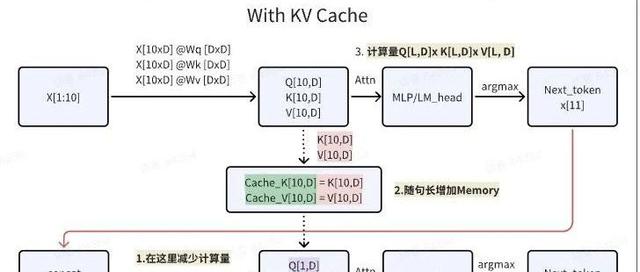 With KV Cache
X[10xD] @Wq [DxD]
X[10xD] @Wk [DxD]
X[10xD] @Wv [DxD]
3. 计算量Q[L,D]x K[L,D]x V[L, D]
X[1:10]
Q[10,D]
K[10,D]
V[10,D]
Attn
MLP/LM_head
argmax
Next_token
x[11]
K[10,D]
V[10,D]
Cache_K[10,D] = K[10,D]
Cache_V[10,D] = V[10,D]
2.随句长增加Memory
1.在这里减少计算量
concat
Q[1,D]
Attn
argmax
Next_token